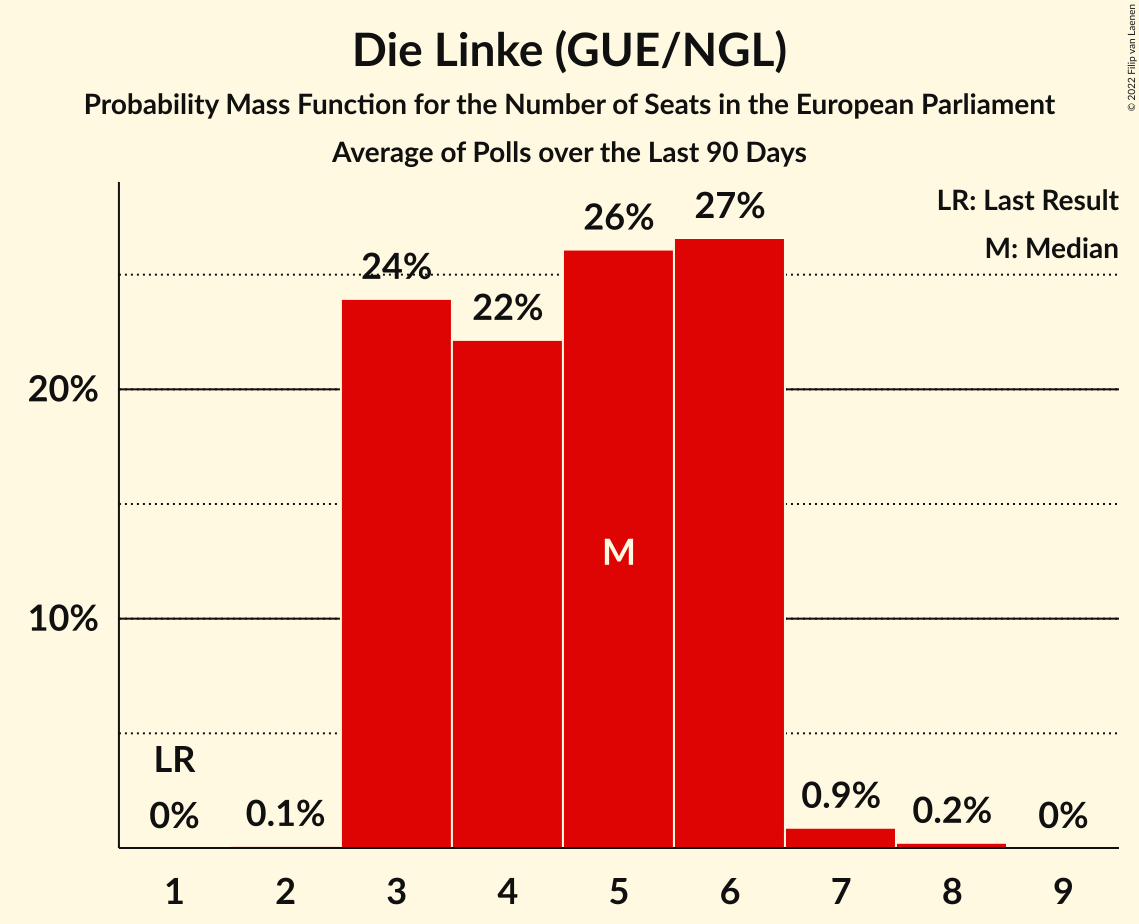 © 2022 Filip van Laenen
Die Linke (GUE/NGL)
Probability Mass Function for the Number of Seats in the European Parliament
Average of Polls over the Last 90 Days
LR: Last Result
M: Median
24%
22%
26%
27%
20%
10%
M
LR
0%
0.1%
0.9%
0.2%
0%
1 2 3 4 5 6 7 8 9